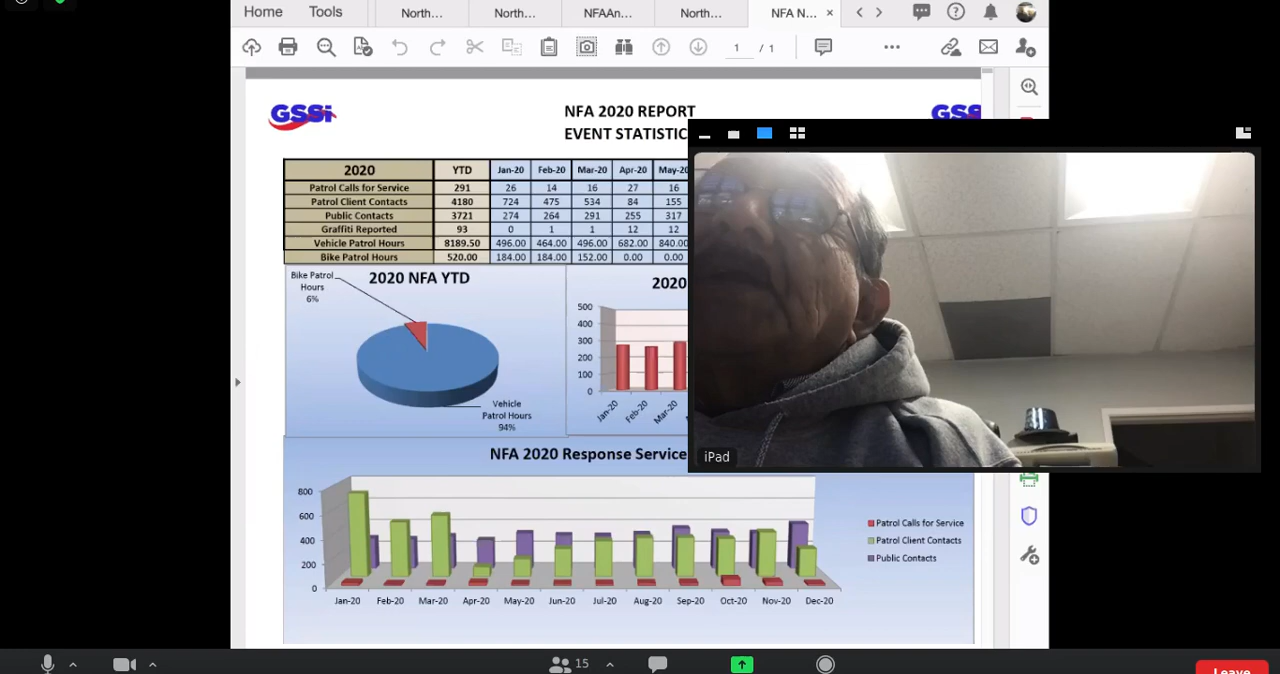 Home Tools North... North... NFAAn... North... NFA N... ×
1 / 1
GSSi NFA 2020 REPORT
EVENT STATISTIC
2020 YTD Jan-20 Feb-20 Mar-20 Apr-20 May-20
Patrol Calls for Service 291 26 14 16 27 16
Patrol Client Contacts 4180 724 475 534 84 155
Public Contacts 3721 274 264 291 255 317
Graffiti Reported 93 0 1 1 12 12
Vehicle Patrol Hours 8189.50 496.00 464.00 496.00 682.00 840.00
Bike Patrol Hours 520.00 184.00 184.00 152.00 0.00 0.00
2020 NFA YTD
Bike Patrol
Hours
6%
Vehicle
Patrol Hours
94%
2020
500
400
300
200
100
0
Jan-20 Feb-20 Mar-20
iPad
NFA 2020 Response Service
800
600
400
200
0
Jan-20 Feb-20 Mar-20 Apr-20 May-20 Jun-20 Jul-20 Aug-20 Sep-20 Oct-20 Nov-20 Dec-20
Patrol Calls for Service
Patrol Client Contacts
Public Contacts
15
Leave